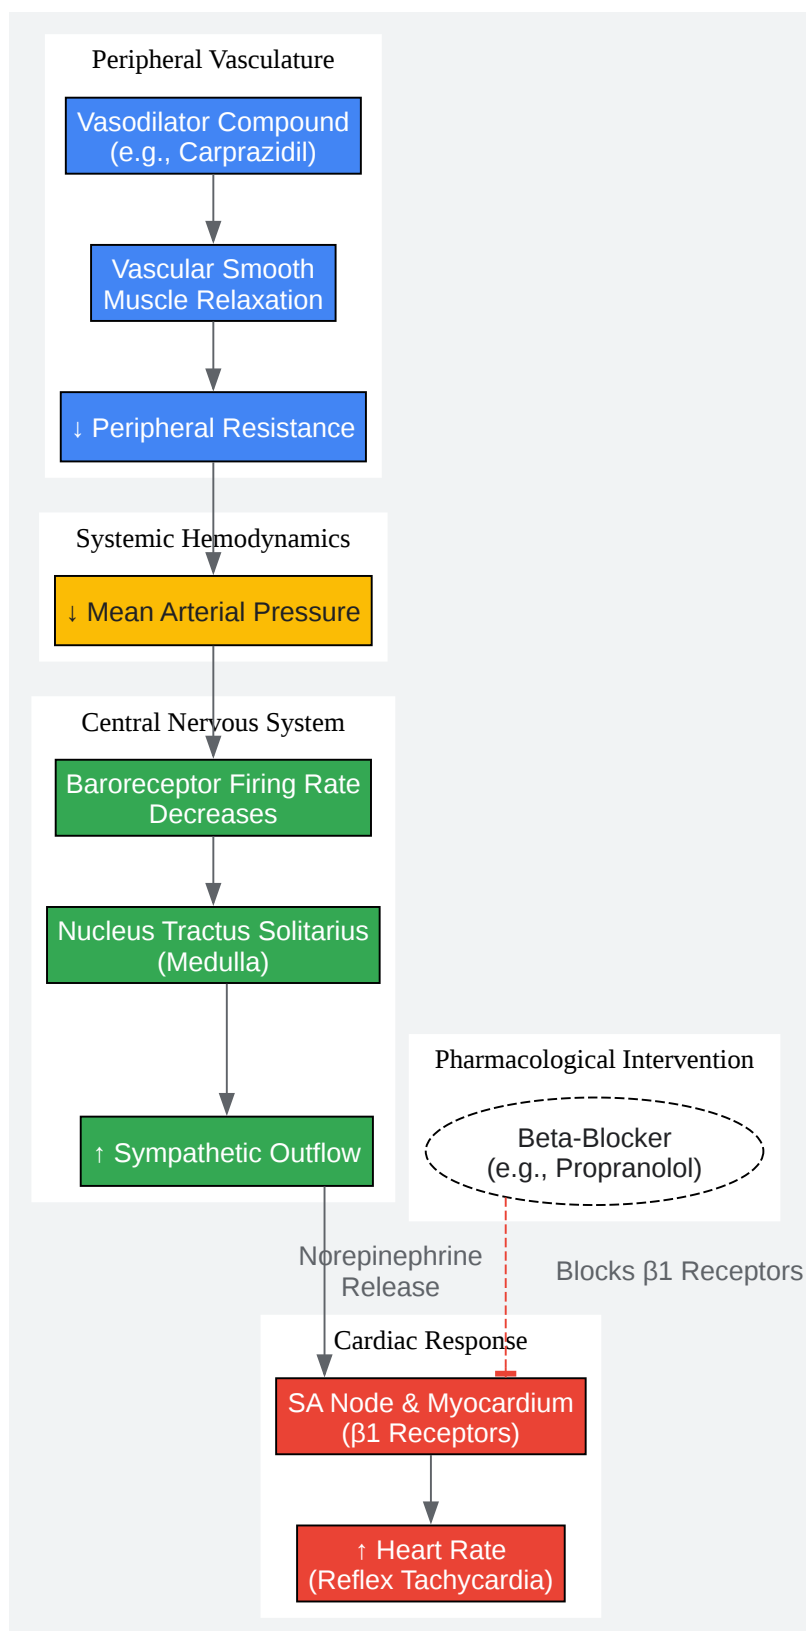 Peripheral Vasculature
Vasodilator Compound
(e.g., Carprazidil)
Vascular Smooth
Muscle Relaxation
↓ Peripheral Resistance
Systemic Hemodynamics
↓ Mean Arterial Pressure
Central Nervous System
Baroreceptor Firing Rate
Decreases
Nucleus Tractus Solitarius
(Medulla)
↑ Sympathetic Outflow
Pharmacological Intervention
Beta-Blocker
(e.g., Propranolol)
Norepinephrine
Release
Blocks β1 Receptors
Cardiac Response
SA Node & Myocardium
(β1 Receptors)
↑ Heart Rate
(Reflex Tachycardia)